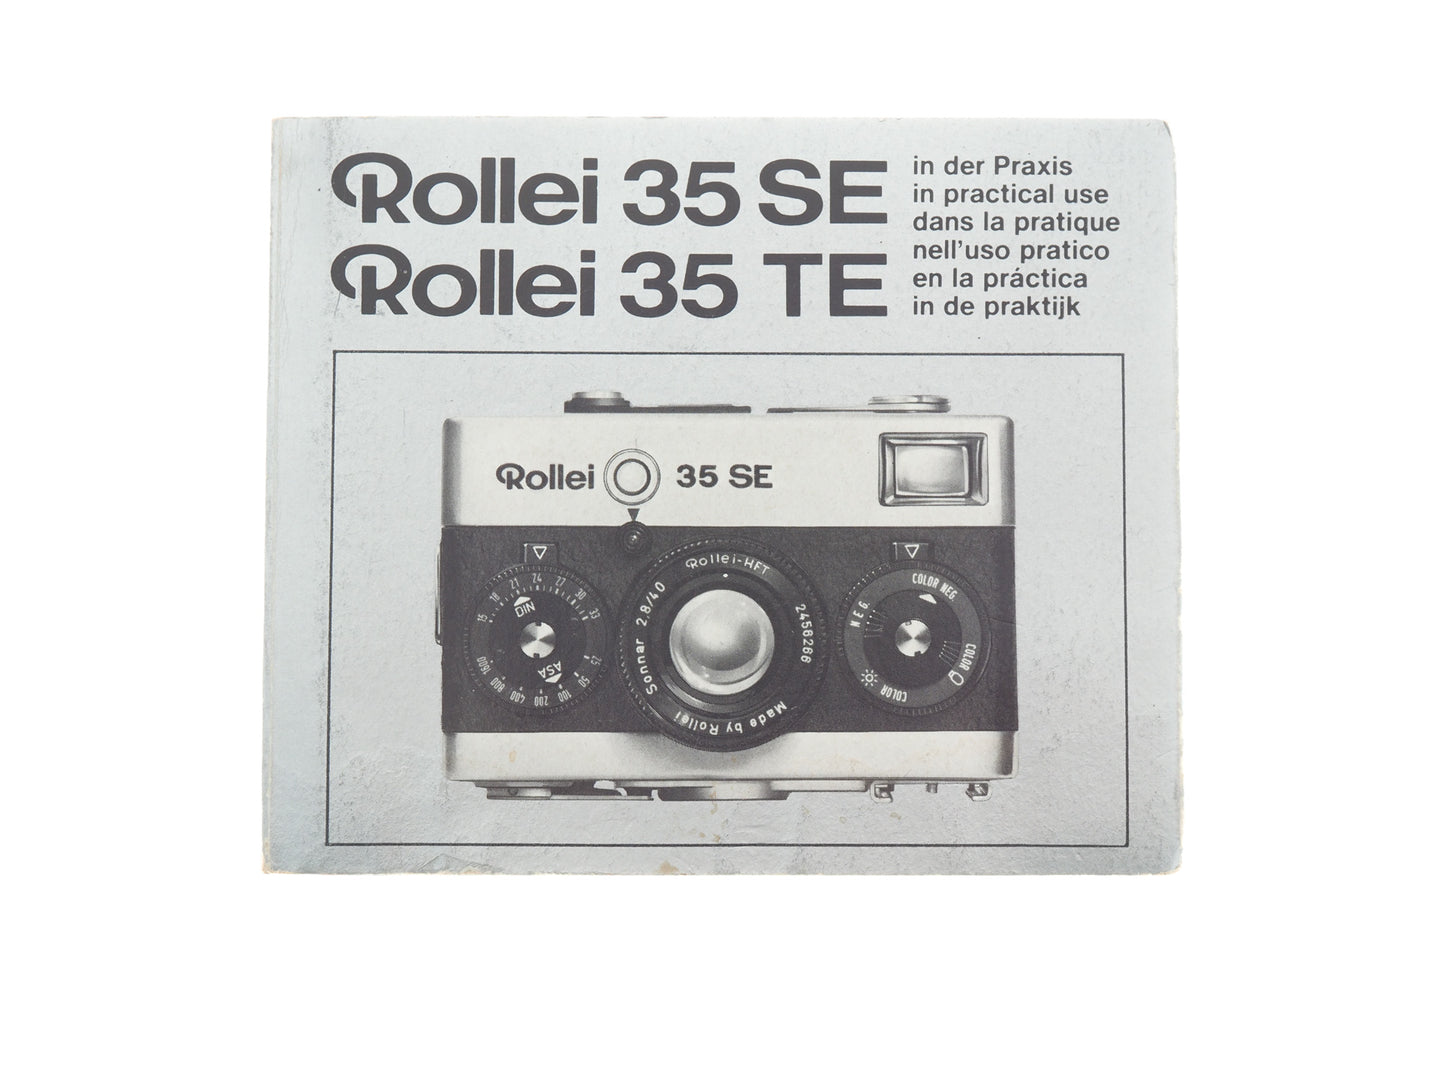 Rollei 35 SE
Rollei 35 TE
in der Praxis
in practical use
dans la pratique
nell'uso pratico
en la práctica
in de praktijk
Rollei 35 SE
15 18 21 24 27 30 33
DIN
ASA
25 50 100 200 400 800 1600
Rollei-HFT
2456266
Made by Rollei
Sonnar 2.8/40
NEG.
COLOR NEG.
COLOR
COLOR